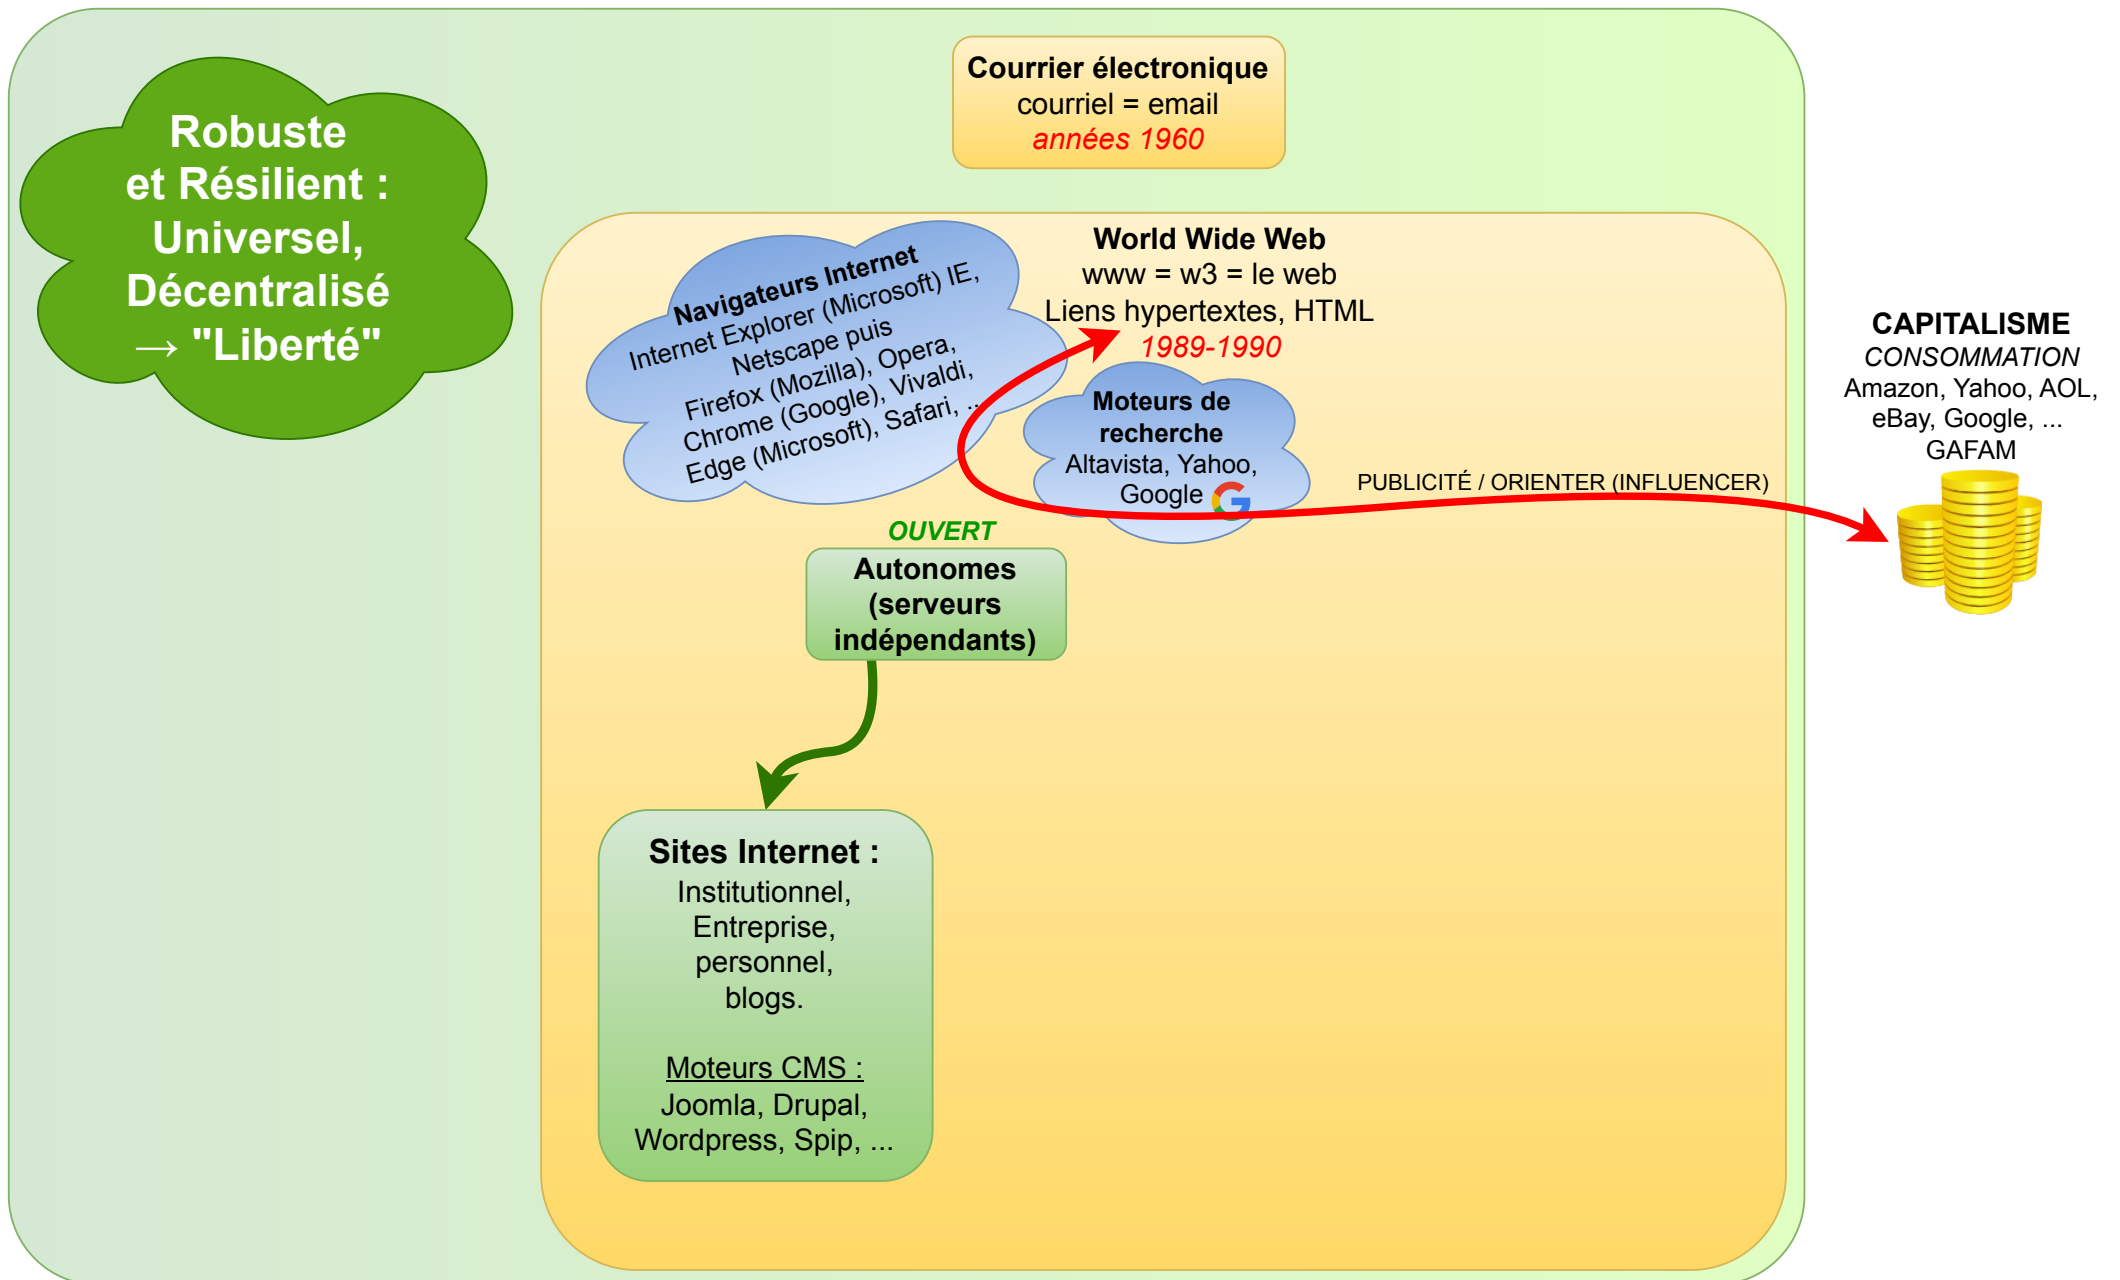 Courrier électronique
courriel = email
années 1960
Robuste
et Résilient :
Universel,
Décentralisé
→ "Liberté"
Navigateurs Internet
Internet Explorer (Microsoft) IE,
Netscape puis
Firefox (Mozilla), Opera,
Chrome (Google), Vivaldi,
Edge (Microsoft), Safari, ...
World Wide Web
www = w3 = le web
Liens hypertextes, HTML
1989-1990
Moteurs de
recherche
Altavista, Yahoo,
Google
CAPITALISME
CONSOMMATION
Amazon, Yahoo, AOL,
eBay, Google, ...
GAFAM
PUBLICITÉ / ORIENTER (INFLUENCER)
OUVERT
Autonomes
(serveurs
indépendants)
Sites Internet :
Institutionnel,
Entreprise,
personnel,
blogs.
Moteurs CMS :
Joomla, Drupal,
Wordpress, Spip, ...